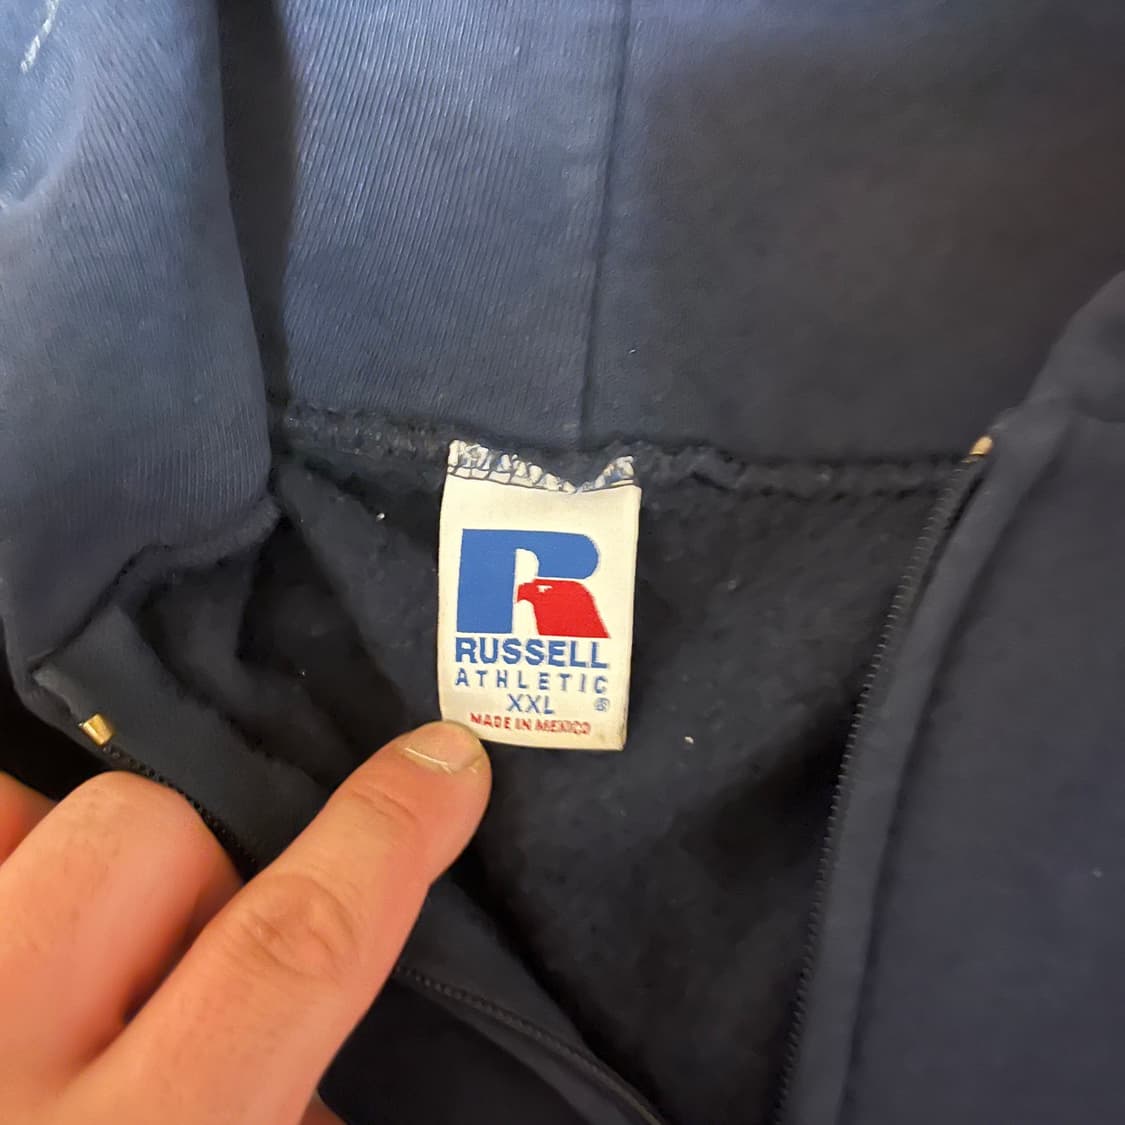 R
RUSSELL
ATHLETIC
XXL ®
MADE IN MEXICO